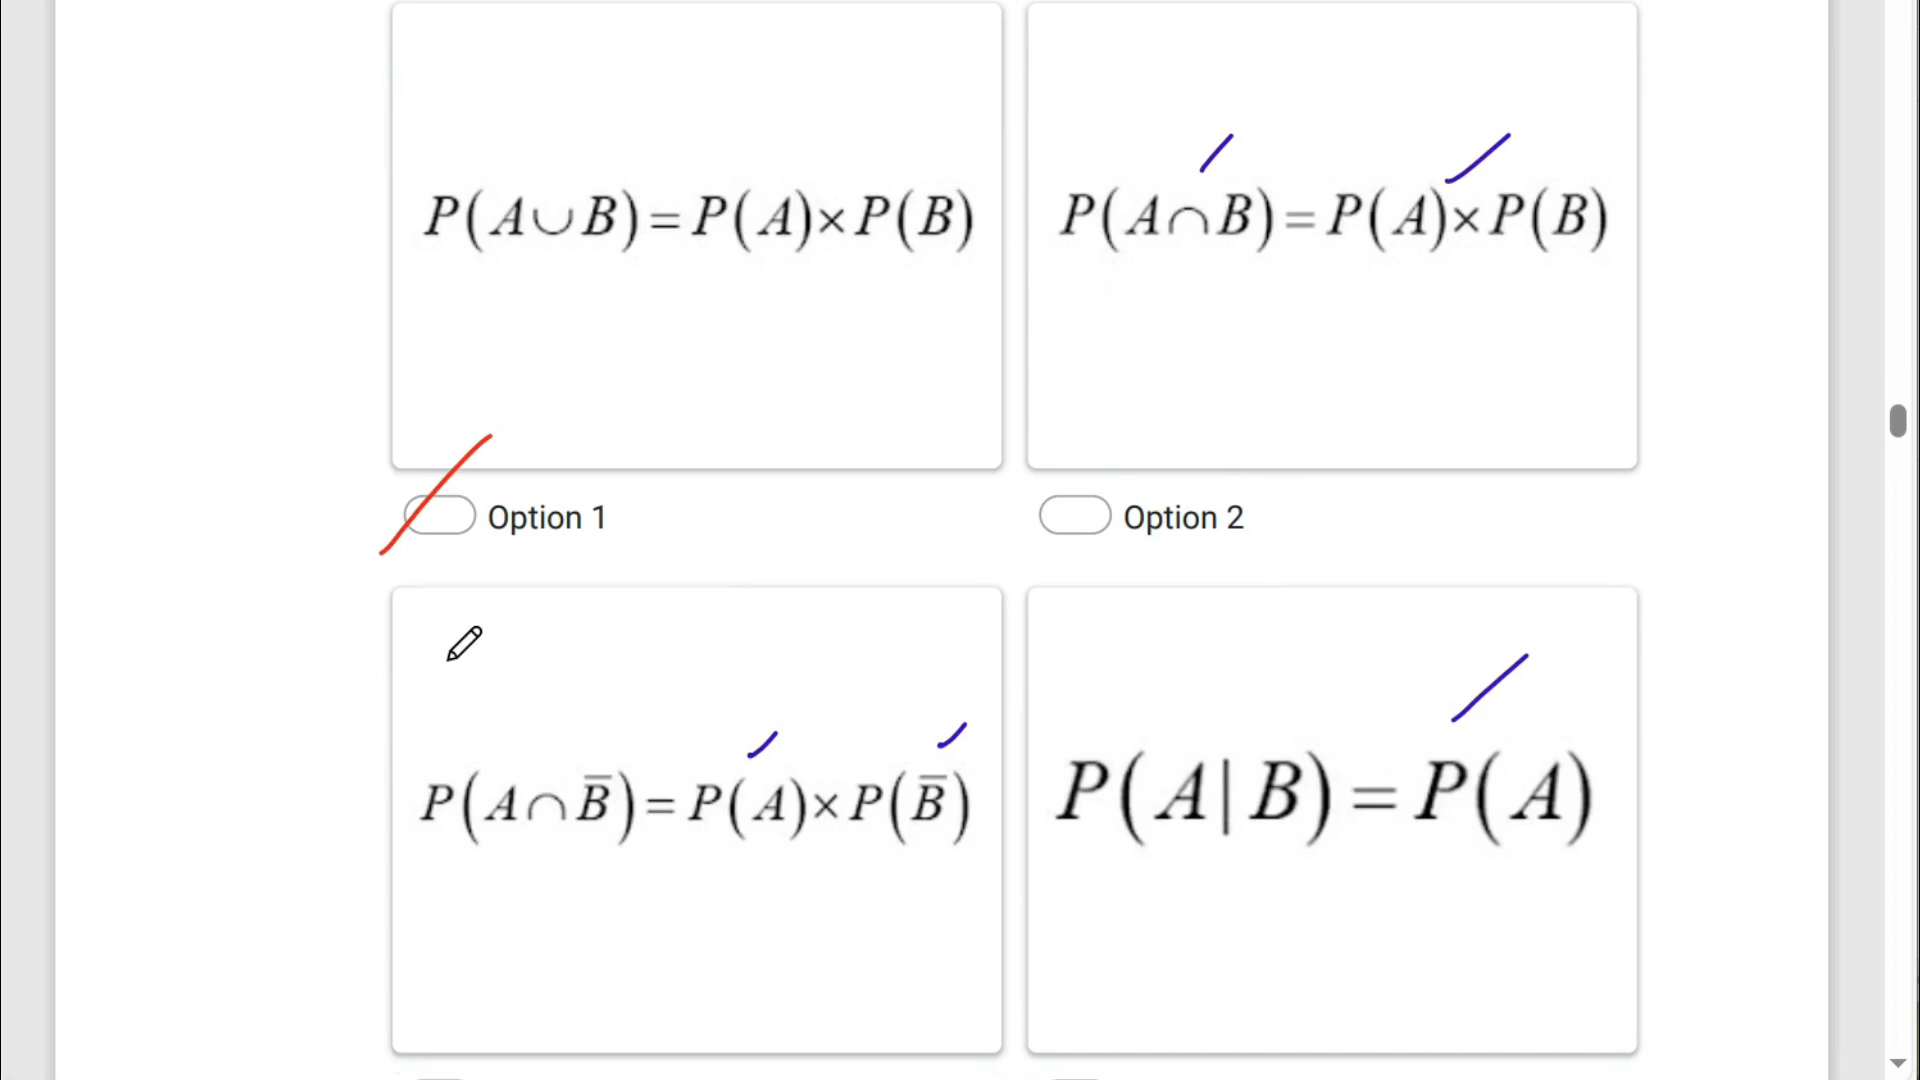 P(A∪B)=P(A)×P(B)
P(A∩B)=P(A)×P(B)
Option 1
Option 2
P(A∩B̅)=P(A)×P(B̅)
P(A|B)=P(A)